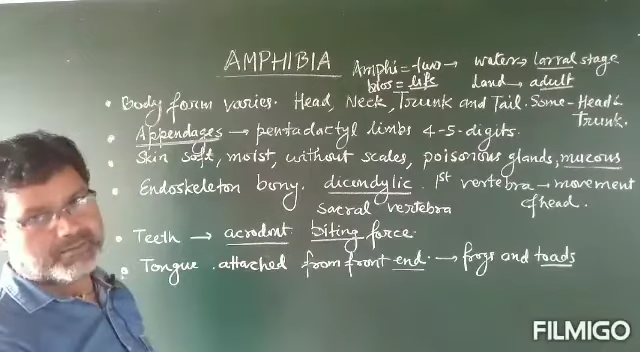 AMPHIBIA
Amphi = two → water → larval stage
bios = life Land → adult
• Body form varies. Head, Neck, Trunk and Tail. Some - Head &
Trunk.
• Appendages → pentadactyl limbs 4-5-digits.
• Skin soft, moist, without scales, poisonous glands, mucous
• Endoskeleton bony. dicondylic. 1st vertebra → movement
sacral vertebra of head.
• Teeth → acrodont biting force.
• Tongue . attached from front end. → frogs and toads
FILMIGO